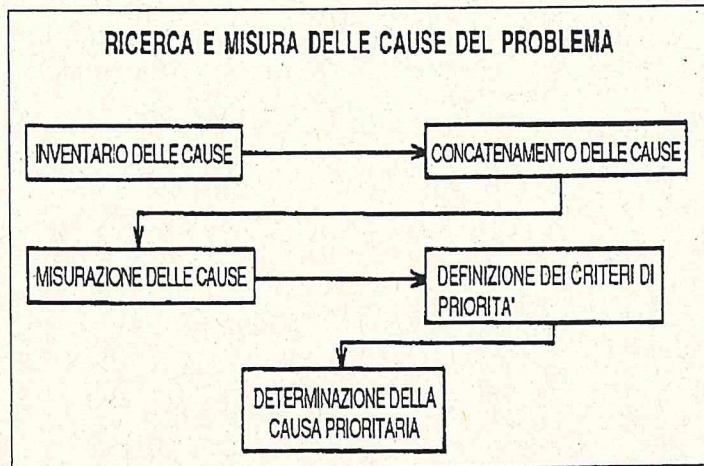 RICERCA E MISURA DELLE CAUSE DEL PROBLEMA
INVENTARIO DELLE CAUSE
CONCATENAMENTO DELLE CAUSE
MISURAZIONE DELLE CAUSE
DEFINIZIONE DEI CRITERI DI
PRIORITA'
DETERMINAZIONE DELLA
CAUSA PRIORITARIA